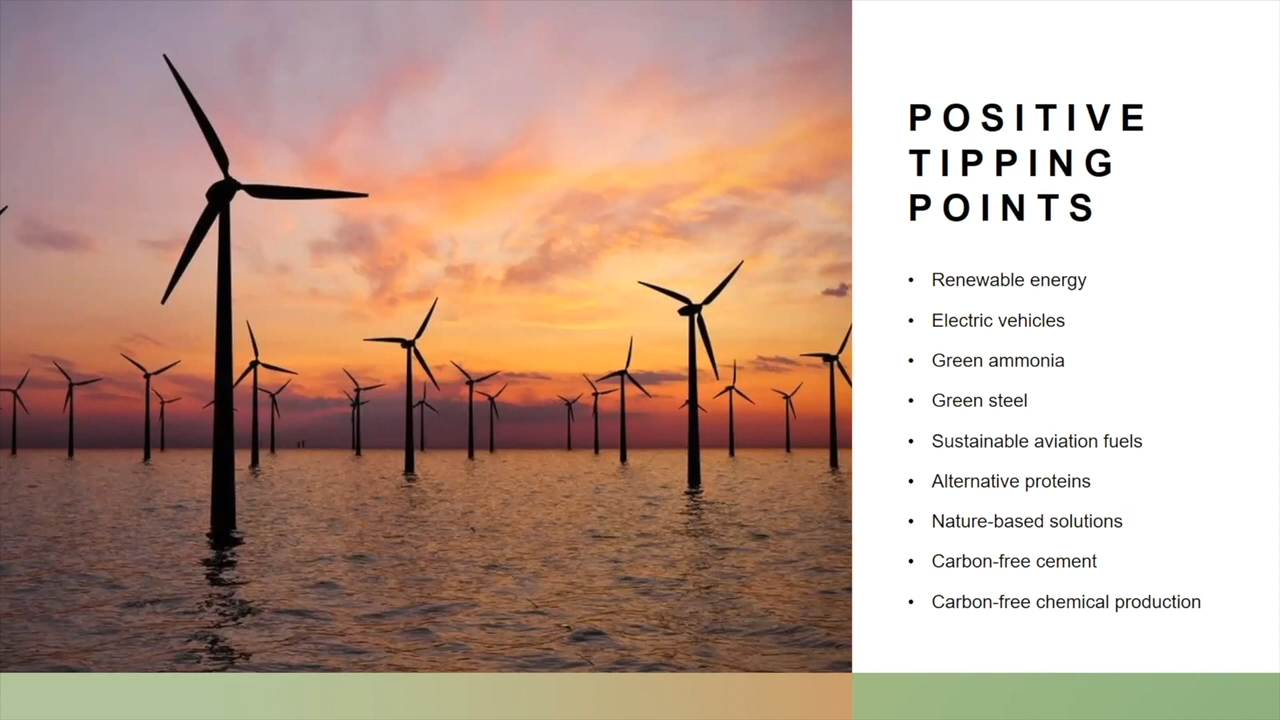 POSITIVE
TIPPING
POINTS
• Renewable energy
• Electric vehicles
• Green ammonia
• Green steel
• Sustainable aviation fuels
• Alternative proteins
• Nature-based solutions
• Carbon-free cement
• Carbon-free chemical production